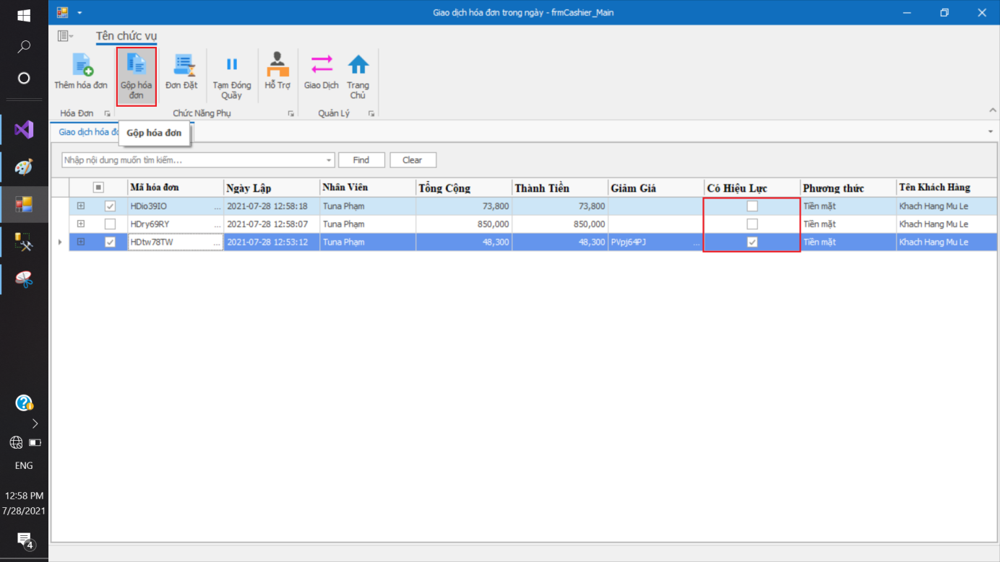 Giao dịch hóa đơn trong ngày - frmCashier_Main
Tên chức vụ
Thêm hóa đơn
Gộp hóa đơn
Đơn Đặt
Tạm Đóng Quầy
Hỗ Trợ
Giao Dịch
Trang Chủ
Hóa Đơn
Chức Năng Phụ
Quản Lý
Giao dịch hóa đơ
Gộp hóa đơn
Nhập nội dung muốn tìm kiếm... Find Clear
Mã hóa đơn Ngày Lập Nhân Viên Tổng Cộng Thành Tiền Giảm Giá Có Hiệu Lực Phương thức Tên Khách Hàng
HDio39IO ... 2021-07-28 12:58:18 Tuna Phạm 73,800 73,800 Tiền mặt Khach Hang Mu Le
HDry69RY ... 2021-07-28 12:58:07 Tuna Phạm 850,000 850,000 Tiền mặt Khach Hang Mu Le
HDtw78TW ... 2021-07-28 12:53:12 Tuna Phạm 48,300 48,300 PVpj64PJ ... Tiền mặt Khach Hang Mu Le
ENG
12:58 PM
7/28/2021
4